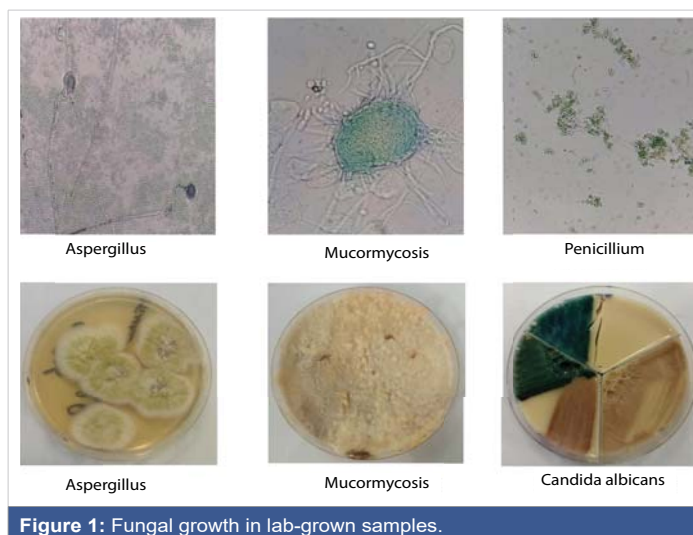 Aspergillus Mucormycosis Penicillium
Aspergillus Mucormycosis Candida albicans
Figure 1: Fungal growth in lab-grown samples.